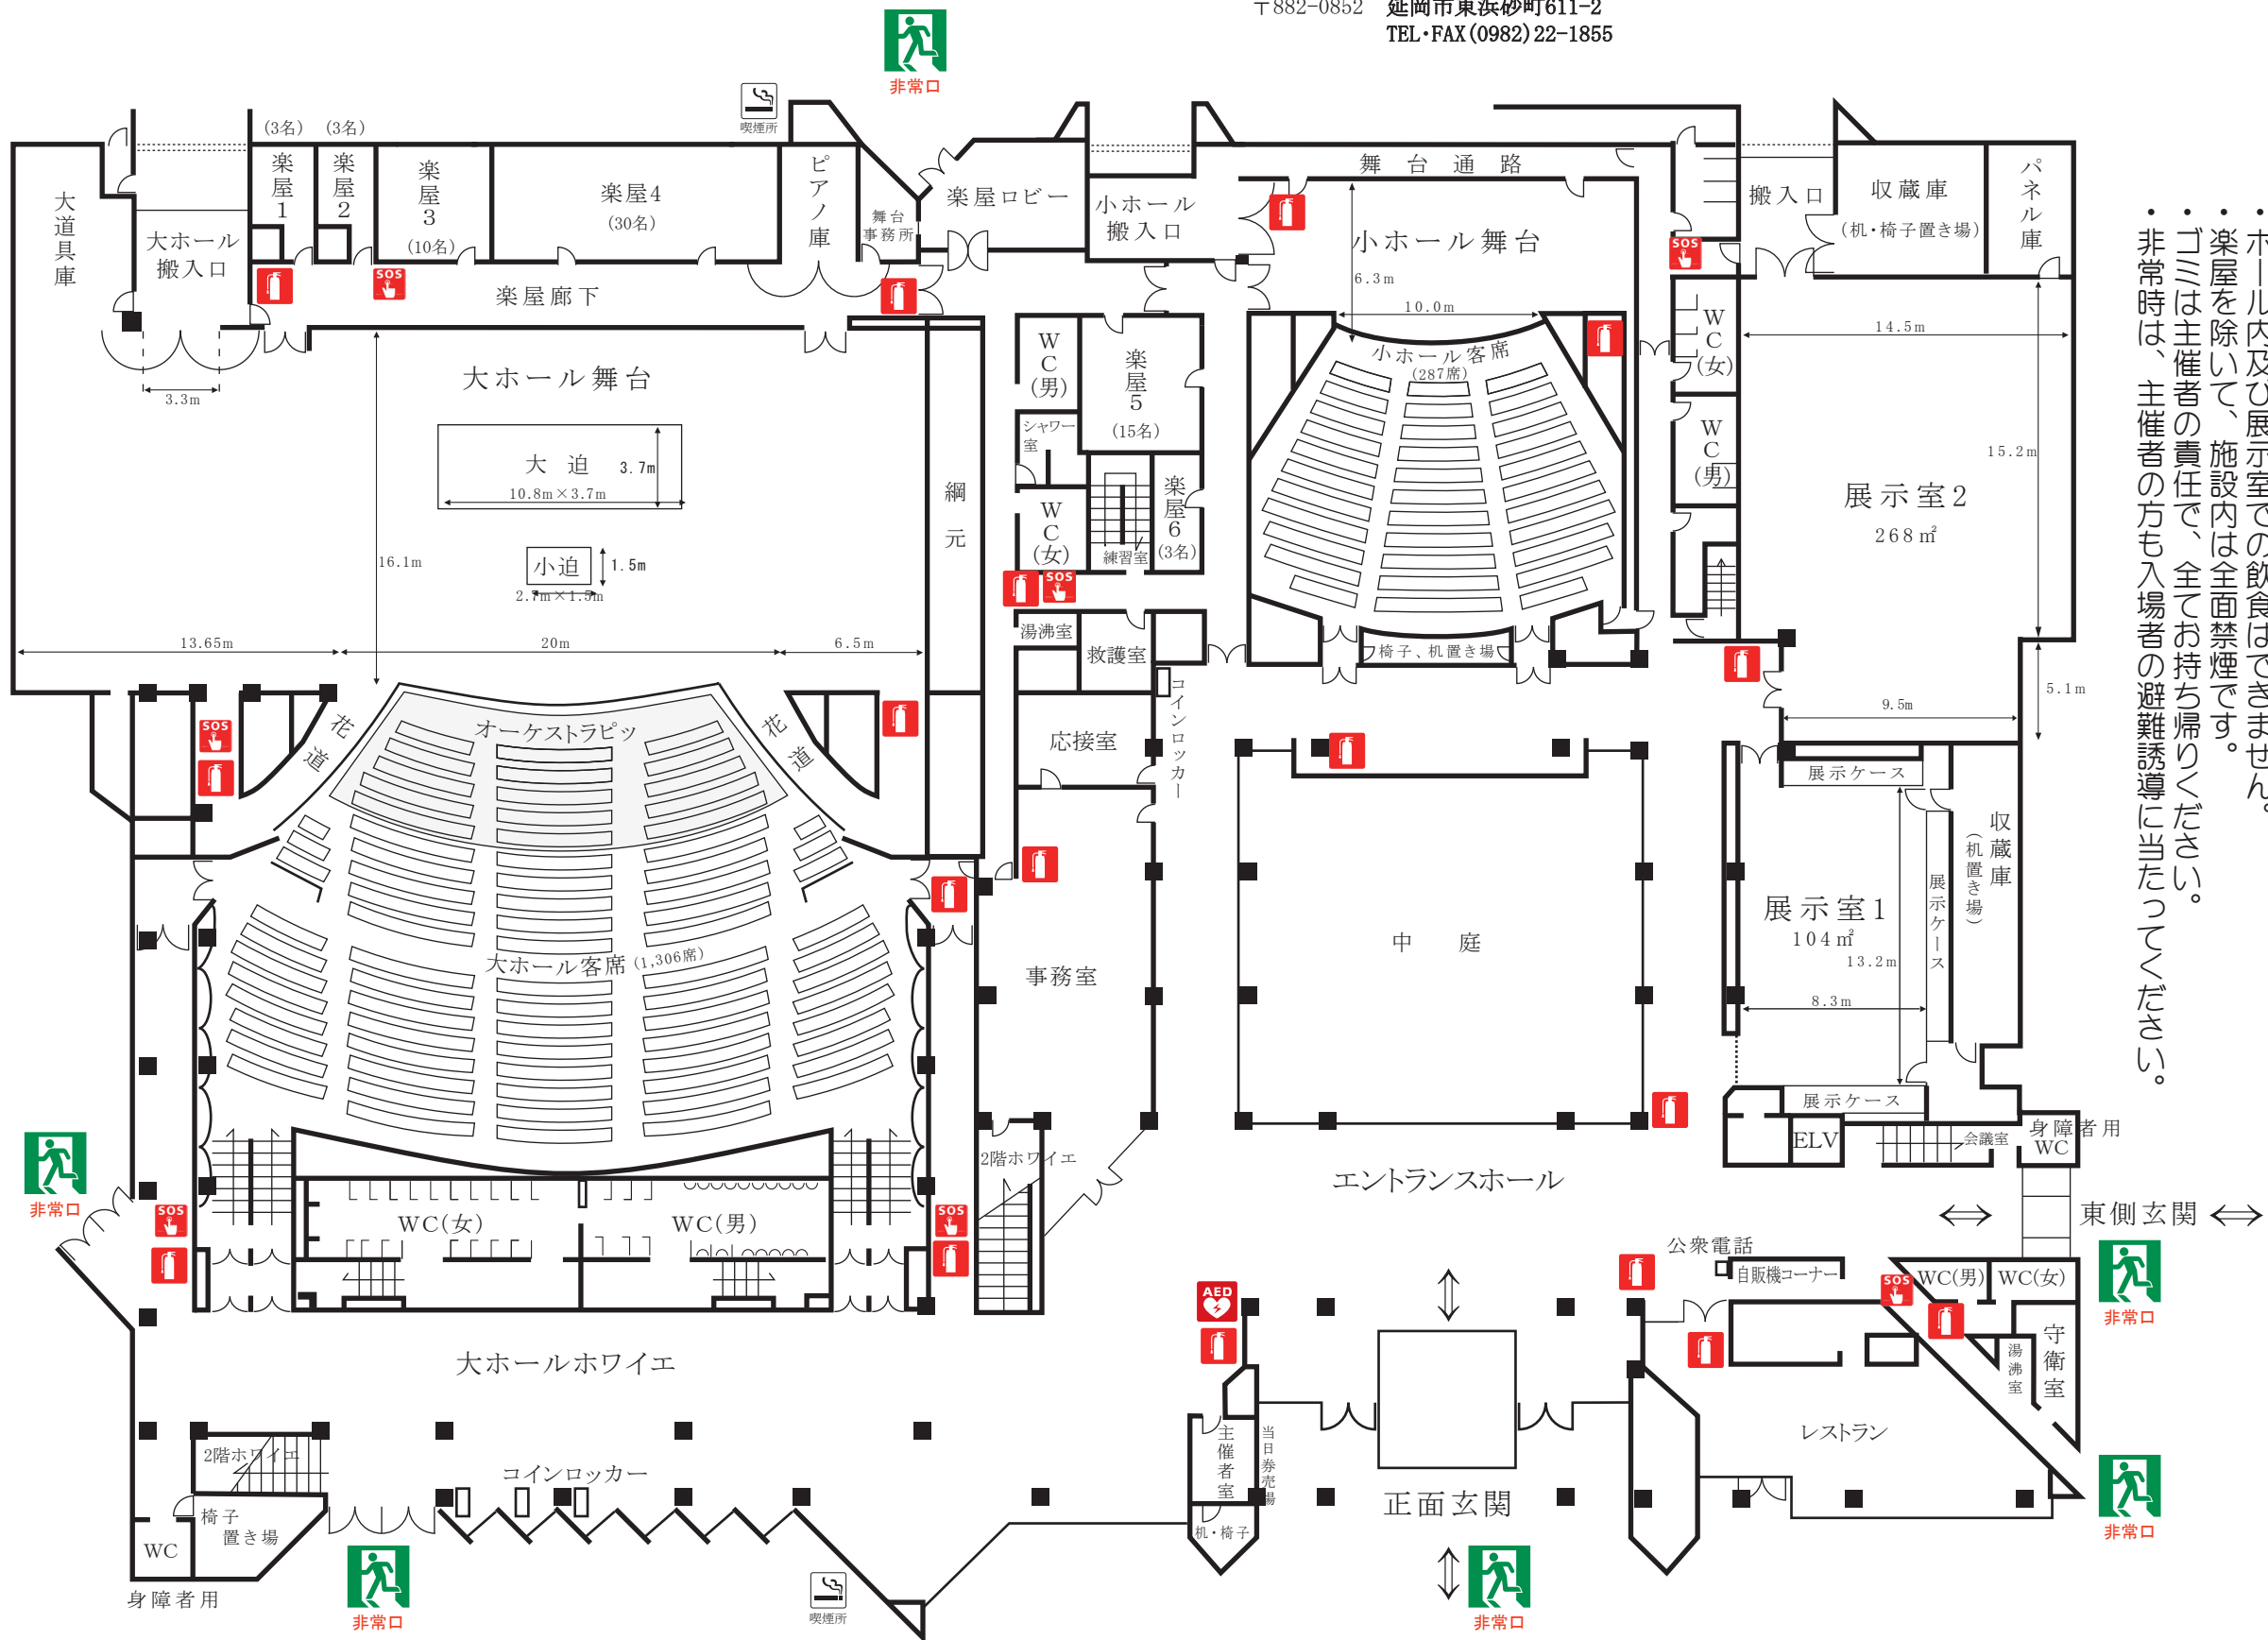 〒882-0852 延岡市東浜砂町611-2
TEL・FAX(0982)22-1855
非常口
喫煙所
(3名) (3名)
大道具庫
大ホール
搬入口
楽屋1
楽屋2
楽屋3
(10名)
楽屋4
(30名)
ピアノ庫
舞台
事務所
楽屋ロビー
小ホール
搬入口
舞台通路
搬入口
収蔵庫
(机・椅子置き場)
パネル庫
SOS
SOS
楽屋廊下
小ホール舞台
6.3m
10.0m
小ホール客席
(287席)
大ホール舞台
3.3m
大 迫
3.7m
10.8m×3.7m
小迫
1.5m
2.7m×1.5m
16.1m
13.65m
20m
6.5m
綱元
WC(男)
シャワー
室
WC(女)
楽屋5
(15名)
楽屋6
(3名)
練習室
SOS
WC(女)
WC(男)
14.5m
15.2m
展示室2
268㎡
5.1m
9.5m
湯沸室
救護室
応接室
コインロッカー
椅子、机置き場
花道
花道
オーケストラピッ
SOS
大ホール客席(1,306席)
事務室
中 庭
展示ケース
展示室1
104㎡
13.2m
8.3m
展示ケース
収蔵庫
(机置き場)
展示ケース
ELV
会議室
身障者用
WC
2階ホワイエ
エントランスホール
東側玄関
非常口
SOS
WC(女)
WC(男)
SOS
公衆電話
自販機コーナー
SOS
WC(男)
WC(女)
非常口
守衛室
湯沸室
AED
大ホールホワイエ
主催者室
当日券売場
机・椅子
正面玄関
レストラン
非常口
2階ホワイエ
椅子
置き場
WC
身障者用
コインロッカー
非常口
喫煙所
非常口
・ホール内及び展示室での飲食はできません。
・楽屋を除いて、施設内は全面禁煙です。
・ゴミは主催者の責任で、全てお持ち帰りください。
・非常時は、主催者の方も入場者の避難誘導に当たってください。